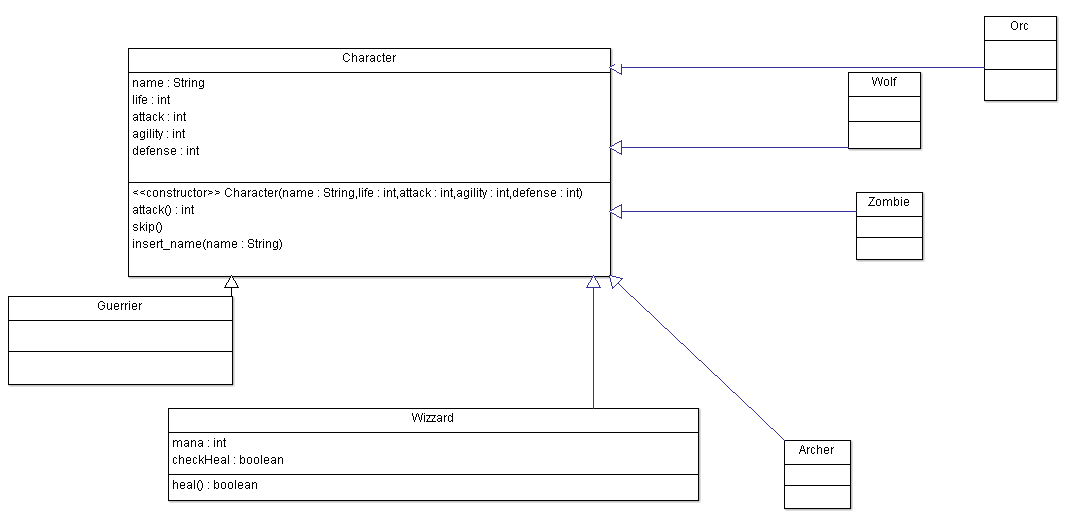 Orc
Character
name : String
life : int
attack : int
agility : int
defense : int
<<constructor>> Character(name : String,life : int,attack : int,agility : int,defense : int)
attack() : int
skip()
insert_name(name : String)
Wolf
Zombie
Guerrier
Wizzard
mana : int
checkHeal : boolean
heal() : boolean
Archer